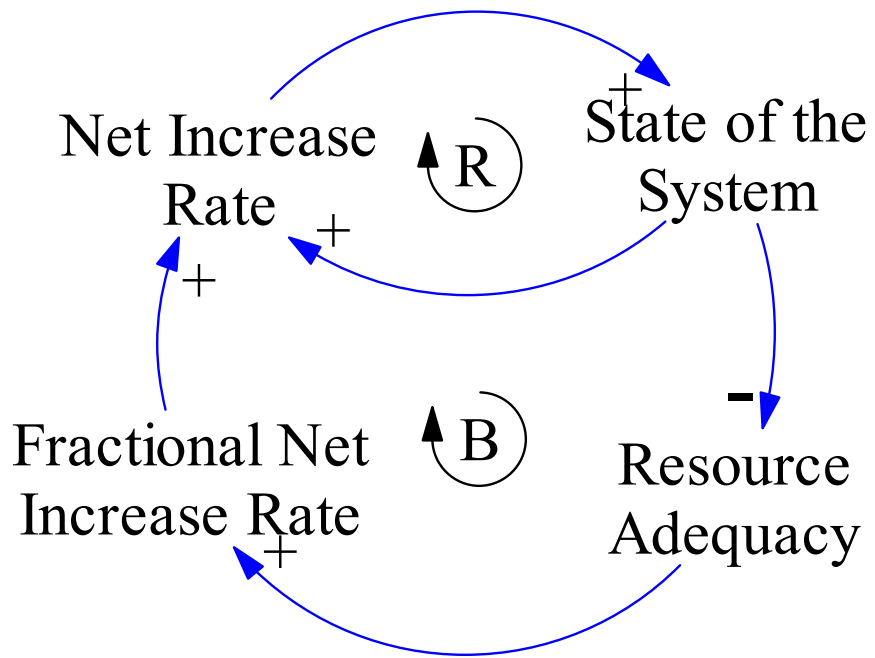 +
Net Increase
Rate
R
State of the
System
+
+
-
Fractional Net
Increase Rate
B
Resource
Adequacy
+